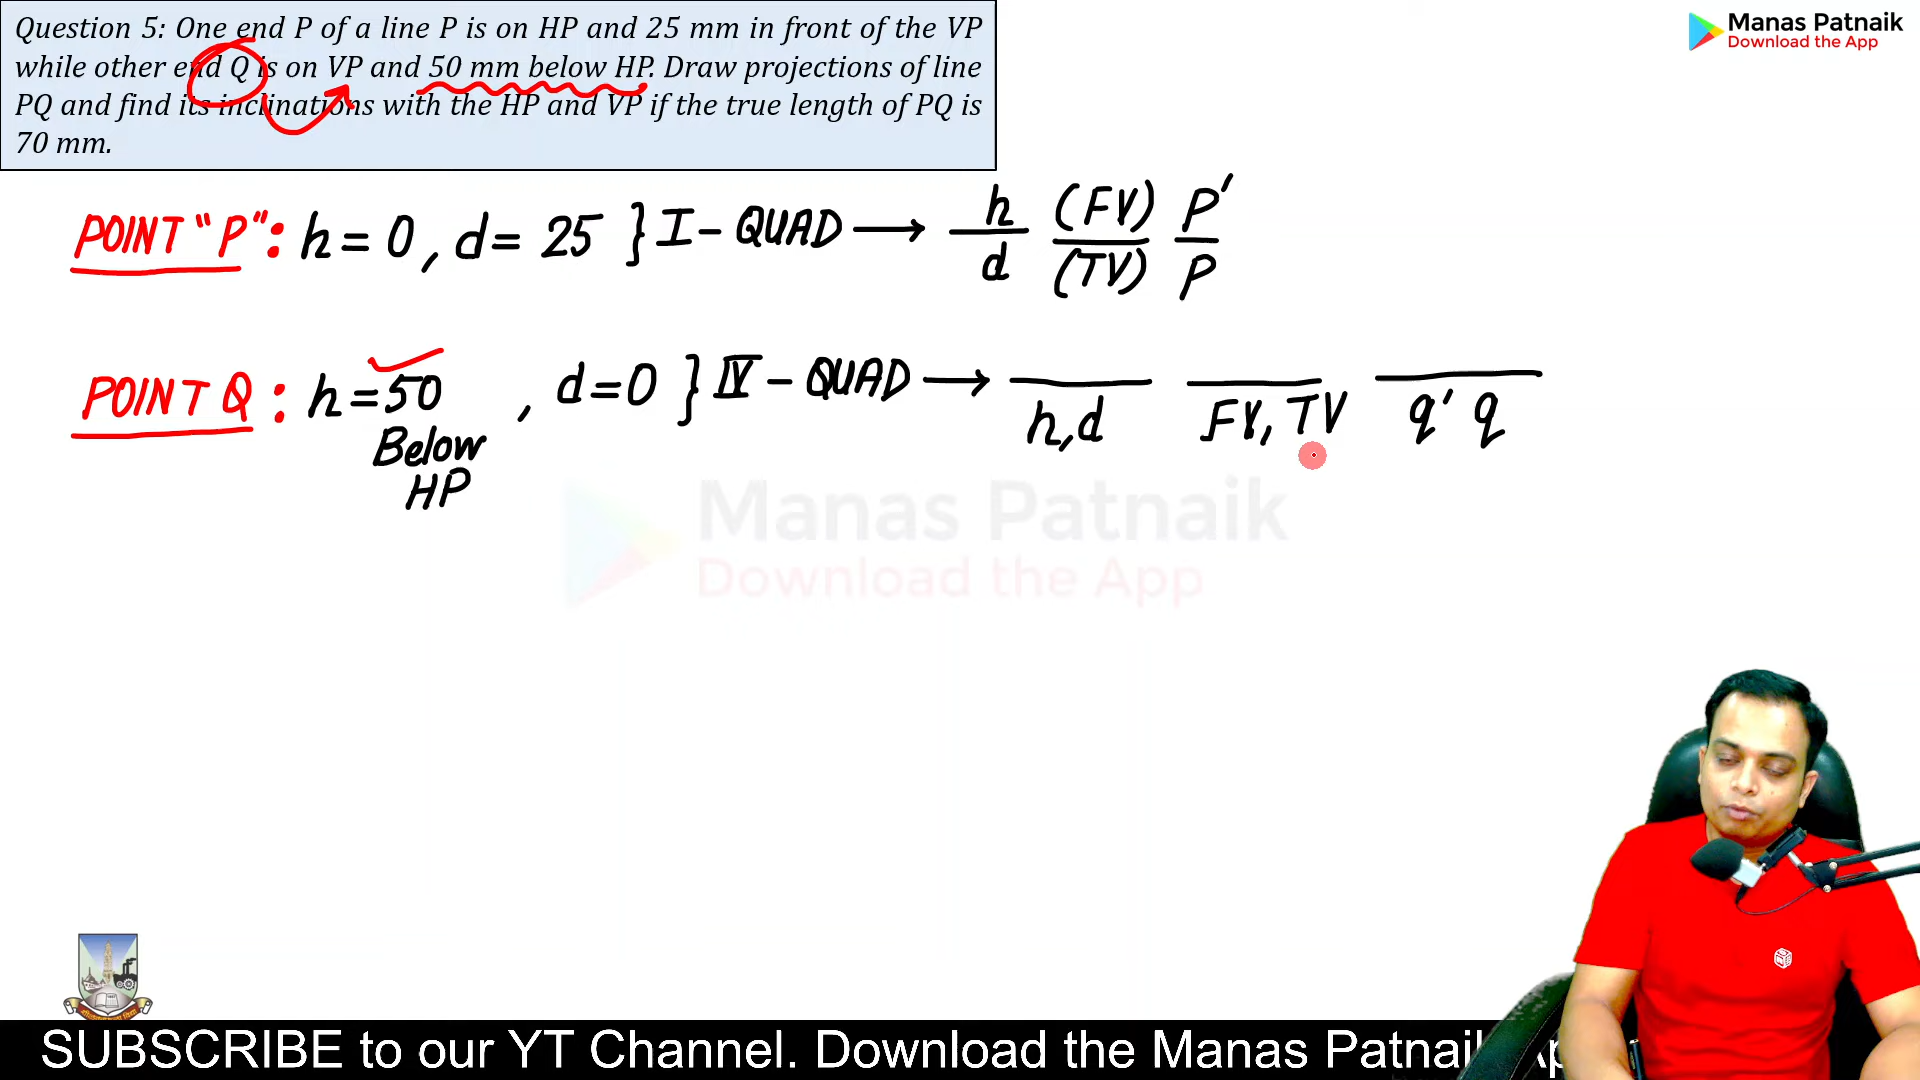 Question 5: One end P of a line P is on HP and 25 mm in front of the VP
while other end Q is on VP and 50 mm below HP. Draw projections of line
PQ and find its inclinations with the HP and VP if the true length of PQ is
70 mm.
Manas Patnaik
Download the App
POINT "P": h = 0, d = 25 } I - QUAD → h/d (FV)/(TV) P'/P
POINT Q: h = 50 Below HP, d = 0 } IV - QUAD → h,d FV, TV q' q
Manas Patnaik
Download the App
SUBSCRIBE to our YT Channel. Download the Manas Patnaik